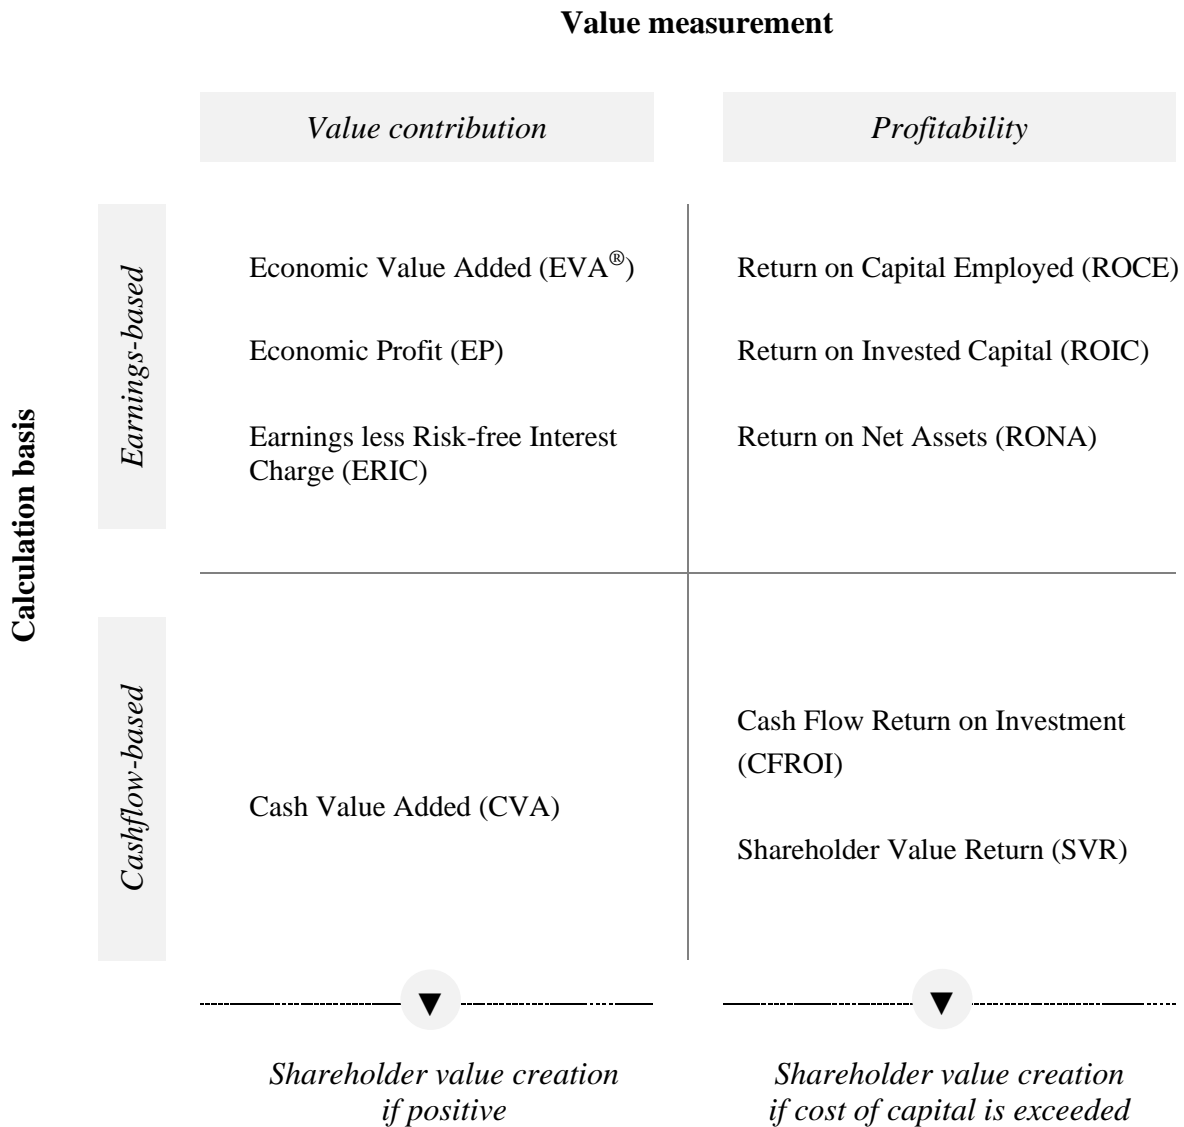 Value measurement
Value contribution
Profitability
Calculation basis
Earnings-based
Economic Value Added (EVA®)
Economic Profit (EP)
Earnings less Risk-free Interest
Charge (ERIC)
Return on Capital Employed (ROCE)
Return on Invested Capital (ROIC)
Return on Net Assets (RONA)
Cashflow-based
Cash Value Added (CVA)
Cash Flow Return on Investment
(CFROI)
Shareholder Value Return (SVR)
Shareholder value creation
if positive
Shareholder value creation
if cost of capital is exceeded